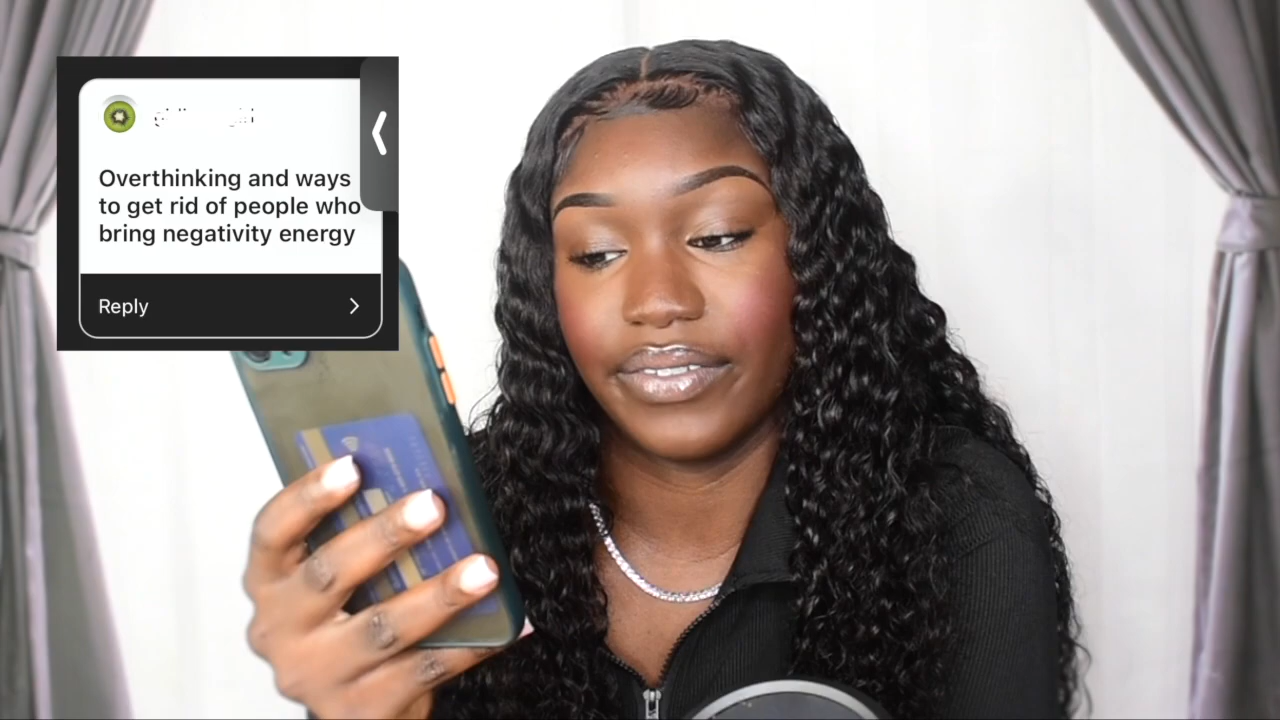 Overthinking and ways
to get rid of people who
bring negativity energy
Reply